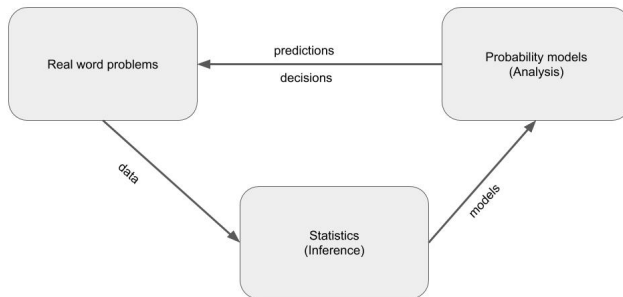 Real word problems
predictions
decisions
Probability models
(Analysis)
data
models
Statistics
(Inference)